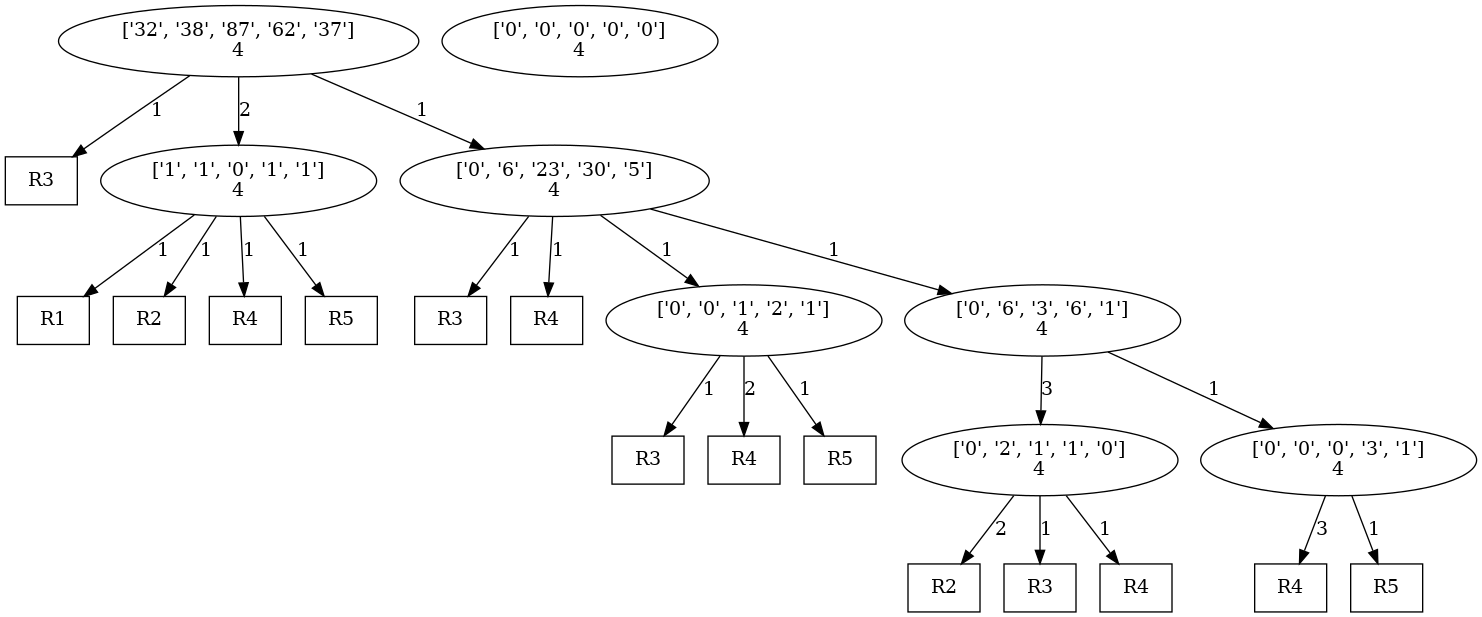 ['32', '38', '87', '62', '37']
4
['0', '0', '0', '0', '0']
4
1
2
1
R3
['1', '1', '0', '1', '1']
4
['0', '6', '23', '30', '5']
4
1
1
1
1
1
1
1
1
R1
R2
R4
R5
R3
R4
['0', '0', '1', '2', '1']
4
['0', '6', '3', '6', '1']
4
1
2
1
3
1
R3
R4
R5
['0', '2', '1', '1', '0']
4
['0', '0', '0', '3', '1']
4
2
1
1
3
1
R2
R3
R4
R4
R5